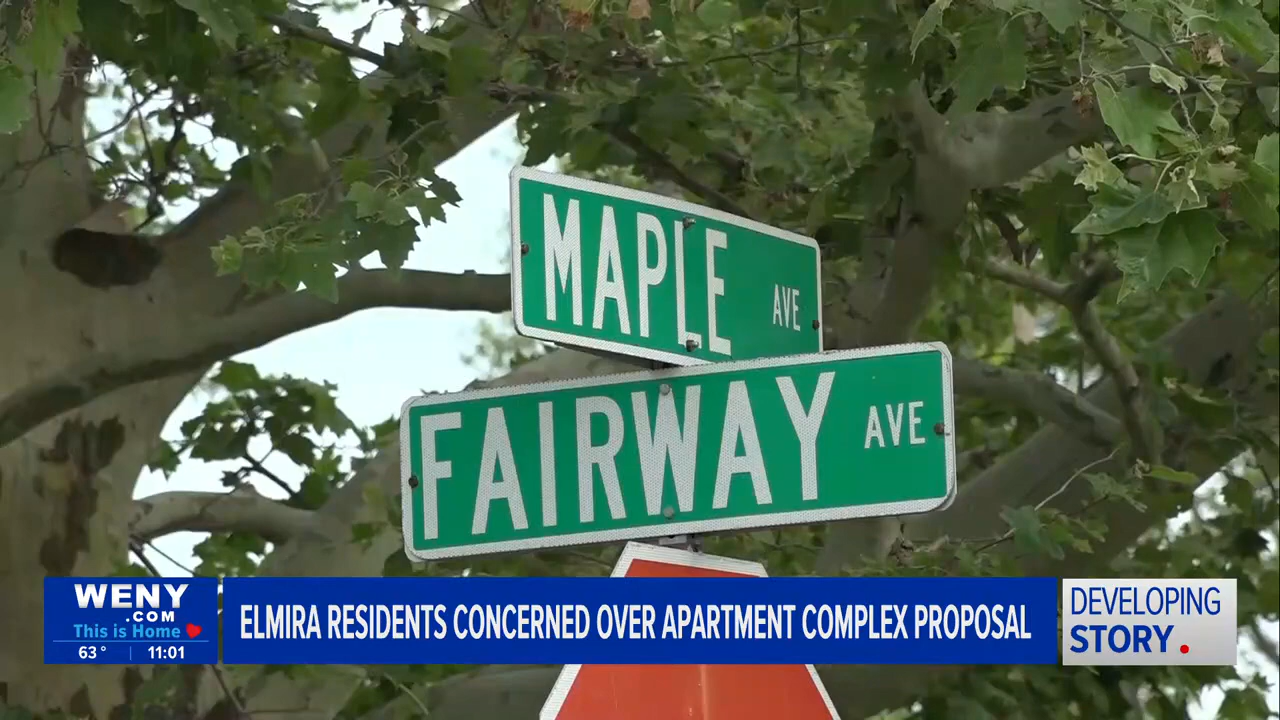 MAPLE AVE
FAIRWAY AVE
WENY
.COM
This is Home
63° | 11:01
ELMIRA RESIDENTS CONCERNED OVER APARTMENT COMPLEX PROPOSAL
DEVELOPING
STORY.